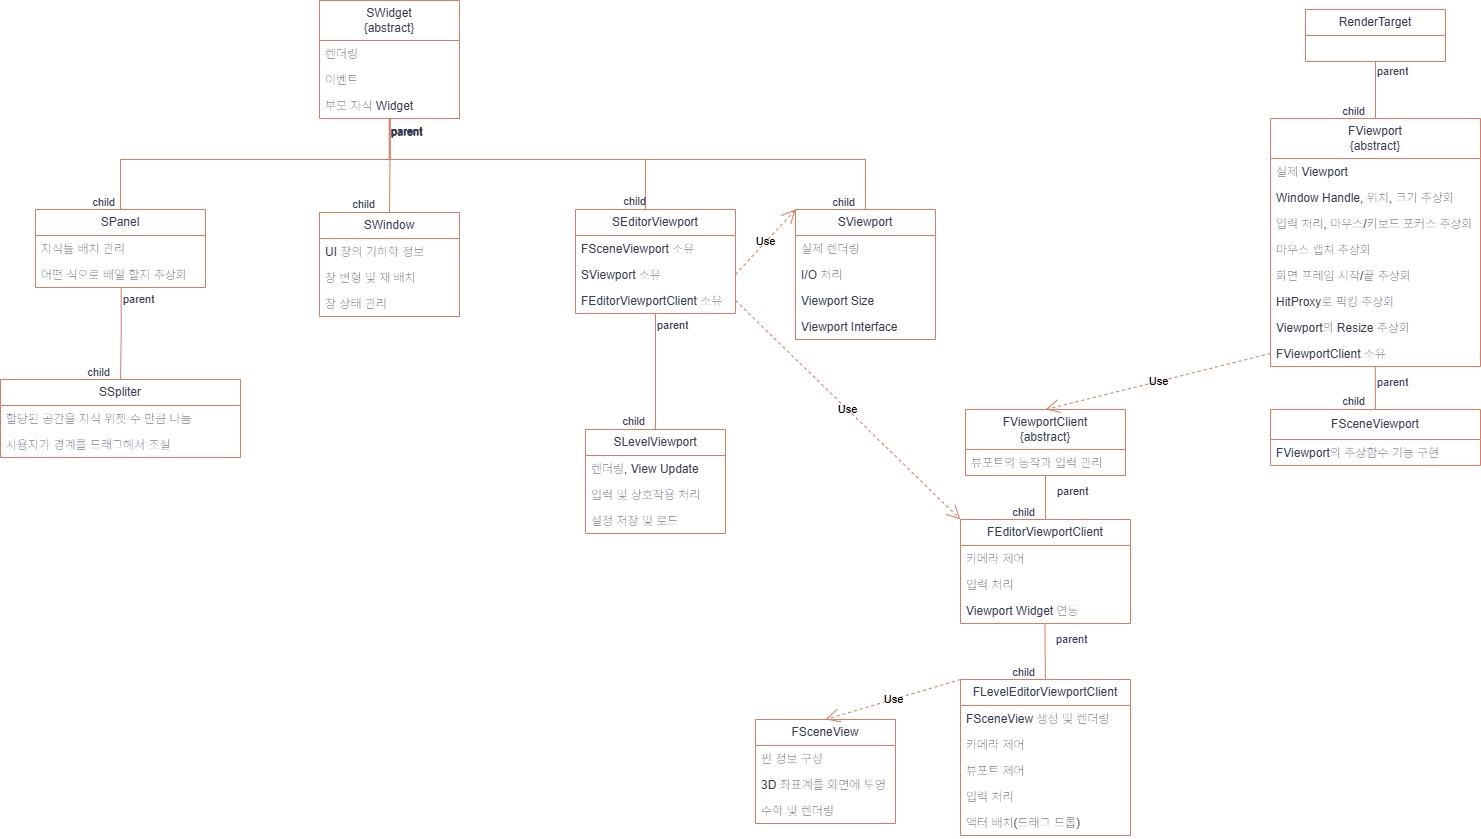 SWidget
{abstract}
렌더링
이벤트
부모 자식 Widget
parent
child
SPanel
자식들 배치 관리
어떤 식으로 배열 할지 추상화
parent
child
SSpliter
할당된 공간을 자식 위젯 수 만큼 나눔
사용자가 경계를 드래그해서 조절
child
SWindow
UI 창의 기하학 정보
창 변형 및 재 배치
창 상태 관리
child
SEditorViewport
FSceneViewport 소유
SViewport 소유
FEditorViewportClient 소유
parent
child
SLevelViewport
렌더링, View Update
입력 및 상호작용 처리
설정 저장 및 로드
Use
child
SViewport
실제 렌더링
I/O 처리
Viewport Size
Viewport Interface
Use
RenderTarget
parent
child
FViewport
{abstract}
실제 Viewport
Window Handle, 위치, 크기 추상화
입력 처리, 마우스/키보드 포커스 추상화
마우스 캡처 추상화
화면 프레임 시작/끝 추상화
HitProxy로 픽킹 추상화
Viewport의 Resize 추상화
FViewportClient 소유
parent
child
FSceneViewport
FViewport의 추상함수 기능 구현
Use
FViewportClient
{abstract}
뷰포트의 동작과 입력 관리
parent
child
FEditorViewportClient
카메라 제어
입력 처리
Viewport Widget 연동
parent
child
FLevelEditorViewportClient
FSceneView 생성 및 렌더링
카메라 제어
뷰포트 제어
입력 처리
액터 배치(드래그 드롭)
Use
FSceneView
씬 정보 구성
3D 좌표계를 화면에 투영
수학 및 렌더링